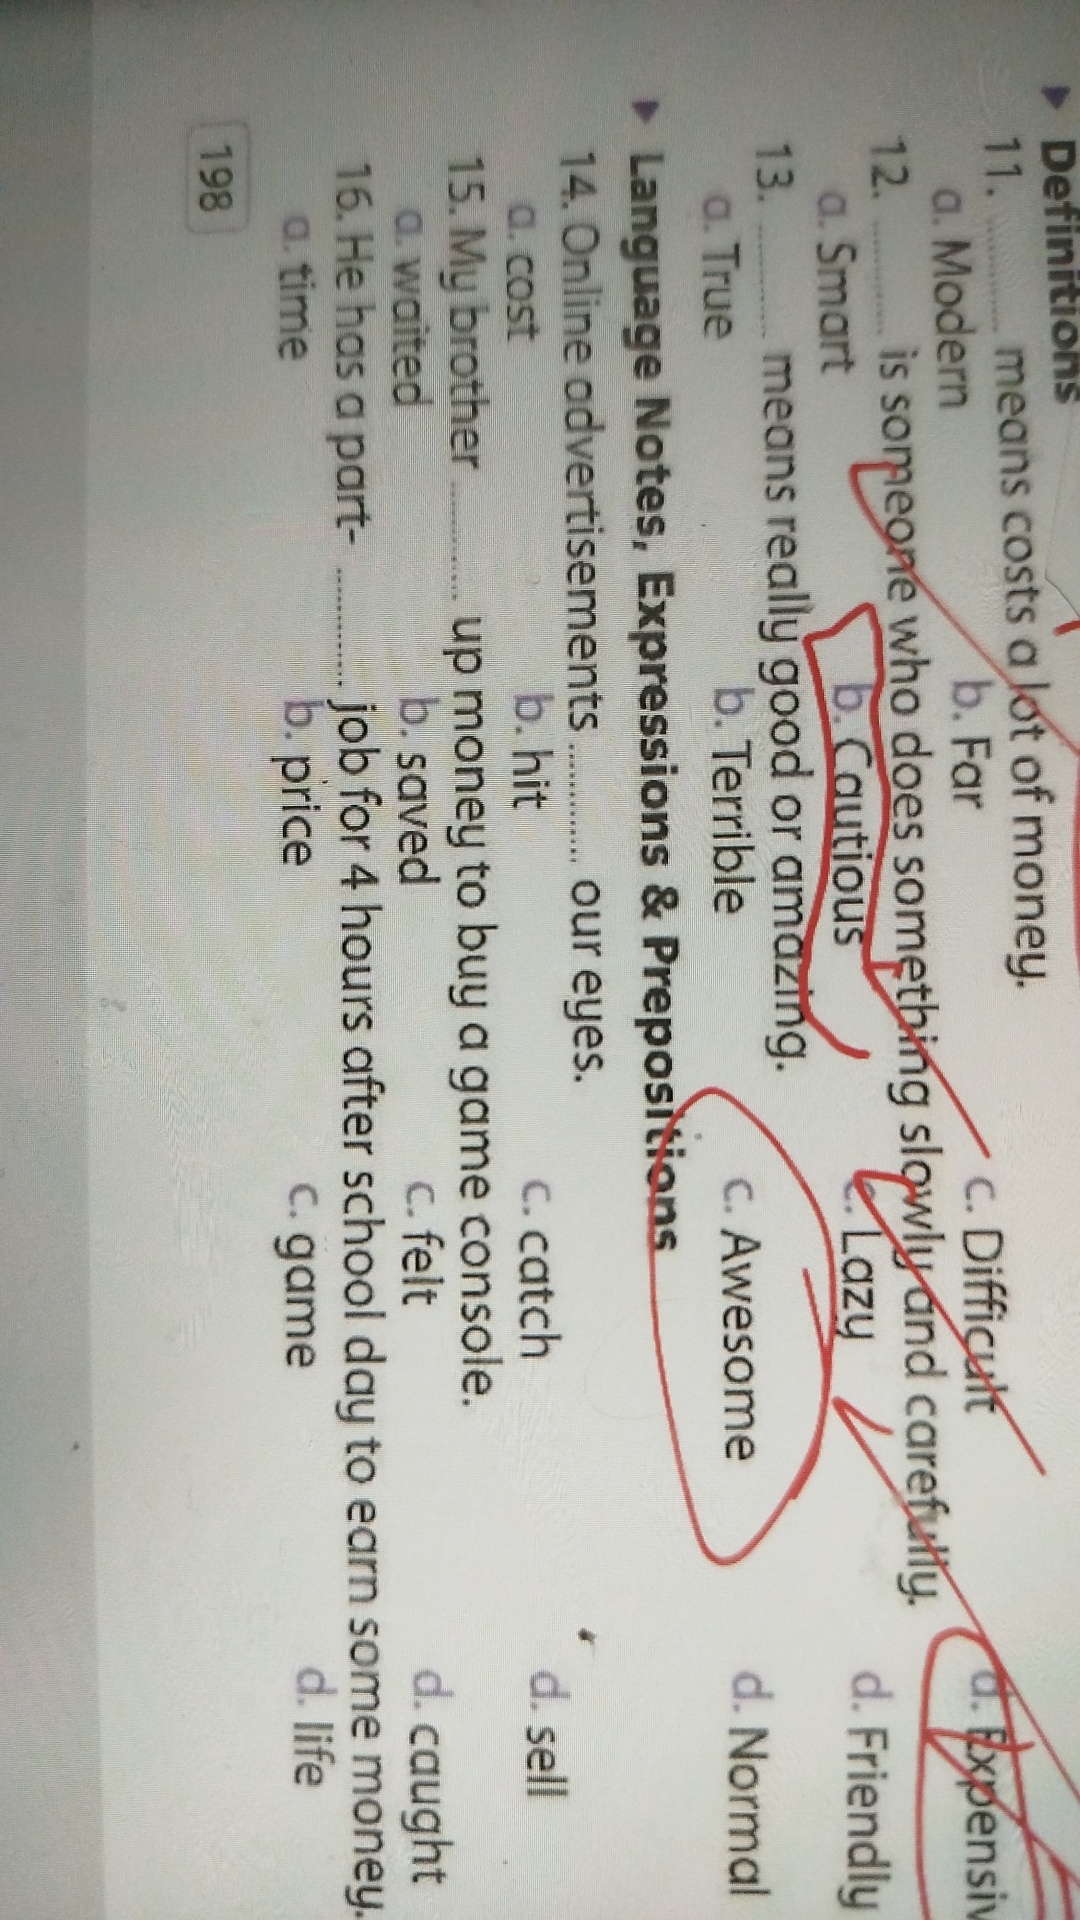 ▶ Definitions
11. .......... means costs a lot of money.
a. Modern b. Far c. Difficult d. Expensiv
12. .......... is someone who does something slowly and carefully.
a. Smart b. Cautious c. Lazy d. Friendly
13. .......... means really good or amazing.
a. True b. Terrible c. Awesome d. Normal
▶ Language Notes, Expressions & Prepositions
14. Online advertisements .......... our eyes.
a. cost b. hit c. catch d. sell
15. My brother .......... up money to buy a game console.
a. waited b. saved c. felt d. caught
16. He has a part- .......... job for 4 hours after school day to earn some money.
a. time b. price c. game d. life
198